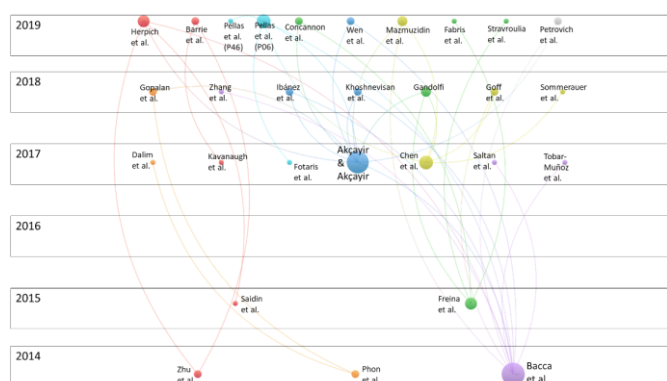 2019
Herpich
et al.
Barrie
et al.
Pellas
et al.
(P46)
Pellas
et al.
(P06)
Concannon
et al.
Wen
et al.
Mazmuzidin
et al.
Fabris
et al.
Stravroulia
et al.
Petrovich
et al.
2018
Gopalan
et al.
Zhang
et al.
Ibáñez
et al.
Khoshnevisan
et al.
Gandolfi
et al.
Goff
et al.
Sommerauer
et al.
2017
Dalim
et al.
Kavanaugh
et al.
Fotaris
et al.
Akçayir
&
Akçayir
Chen
et al.
Saltan
et al.
Tobar-
Muñoz
et al.
2016
2015
Saidin
et al.
Freina
et al.
2014
Zhu
et al
Phon
et al
Bacca
et al